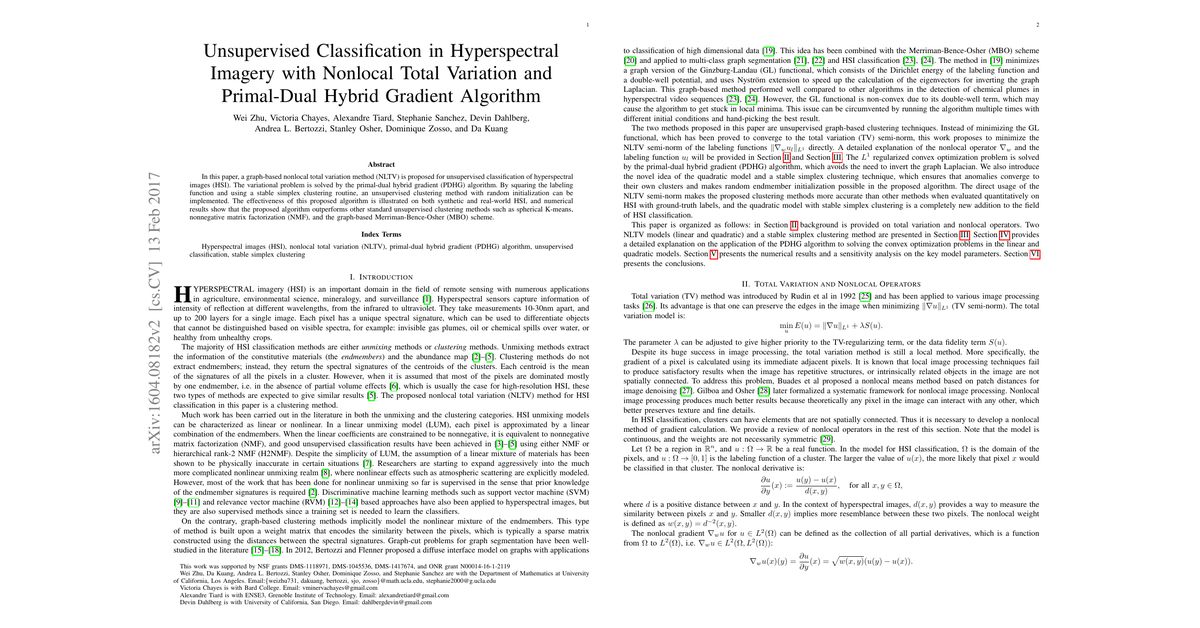 1
Unsupervised Classification in Hyperspectral
Imagery with Nonlocal Total Variation and
Primal-Dual Hybrid Gradient Algorithm
Wei Zhu, Victoria Chayes, Alexandre Tiard, Stephanie Sanchez, Devin Dahlberg,
Andrea L. Bertozzi, Stanley Osher, Dominique Zosso, and Da Kuang
Abstract
In this paper, a graph-based nonlocal total variation method (NLTV) is proposed for unsupervised classification of hyperspectral
images (HSI). The variational problem is solved by the primal-dual hybrid gradient (PDHG) algorithm. By squaring the labeling
function and using a stable simplex clustering routine, an unsupervised clustering method with random initialization can be
implemented. The effectiveness of this proposed algorithm is illustrated on both synthetic and real-world HSI, and numerical
results show that the proposed algorithm outperforms other standard unsupervised clustering methods such as spherical K-means,
nonnegative matrix factorization (NMF), and the graph-based Merriman-Bence-Osher (MBO) scheme.
Index Terms
Hyperspectral images (HSI), nonlocal total variation (NLTV), primal-dual hybrid gradient (PDHG) algorithm, unsupervised
classification, stable simplex clustering
I. INTRODUCTION
HYPERSPECTRAL imagery (HSI) is an important domain in the field of remote sensing with numerous applications
in agriculture, environmental science, mineralogy, and surveillance [1]. Hyperspectral sensors capture information of
intensity of reflection at different wavelengths, from the infrared to ultraviolet. They take measurements 10-30nm apart, and
up to 200 layers for a single image. Each pixel has a unique spectral signature, which can be used to differentiate objects
that cannot be distinguished based on visible spectra, for example: invisible gas plumes, oil or chemical spills over water, or
healthy from unhealthy crops.
The majority of HSI classification methods are either unmixing methods or clustering methods. Unmixing methods extract
the information of the constitutive materials (the endmembers) and the abundance map [2]–[5]. Clustering methods do not
extract endmembers; instead, they return the spectral signatures of the centroids of the clusters. Each centroid is the mean
of the signatures of all the pixels in a cluster. However, when it is assumed that most of the pixels are dominated mostly
by one endmember, i.e. in the absence of partial volume effects [6], which is usually the case for high-resolution HSI, these
two types of methods are expected to give similar results [5]. The proposed nonlocal total variation (NLTV) method for HSI
classification in this paper is a clustering method.
Much work has been carried out in the literature in both the unmixing and the clustering categories. HSI unmixing models
can be characterized as linear or nonlinear. In a linear unmixing model (LUM), each pixel is approximated by a linear
combination of the endmembers. When the linear coefficients are constrained to be nonnegative, it is equivalent to nonnegative
matrix factorization (NMF), and good unsupervised classification results have been achieved in [3]–[5] using either NMF or
hierarchical rank-2 NMF (H2NMF). Despite the simplicity of LUM, the assumption of a linear mixture of materials has been
shown to be physically inaccurate in certain situations [7]. Researchers are starting to expand aggressively into the much
more complicated nonlinear unmixing realm [8], where nonlinear effects such as atmospheric scattering are explicitly modeled.
However, most of the work that has been done for nonlinear unmixing so far is supervised in the sense that prior knowledge
of the endmember signatures is required [2]. Discriminative machine learning methods such as support vector machine (SVM)
[9]–[11] and relevance vector machine (RVM) [12]–[14] based approaches have also been applied to hyperspectral images, but
they are also supervised methods since a training set is needed to learn the classifiers.
On the contrary, graph-based clustering methods implicitly model the nonlinear mixture of the endmembers. This type
of method is built upon a weight matrix that encodes the similarity between the pixels, which is typically a sparse matrix
constructed using the distances between the spectral signatures. Graph-cut problems for graph segmentation have been well-
studied in the literature [15]–[18]. In 2012, Bertozzi and Flenner proposed a diffuse interface model on graphs with applications
This work was supported by NSF grants DMS-1118971, DMS-1045536, DMS-1417674, and ONR grant N00014-16-1-2119
Wei Zhu, Da Kuang, Andrea L. Bertozzi, Stanley Osher, Dominique Zosso, and Stephanie Sanchez are with the Department of Mathematics at University
of California, Los Angeles. Email:{weizhu731, dakuang, bertozzi, sjo, zosso}@math.ucla.edu, stephanie2000@g.ucla.edu
Victoria Chayes is with Bard College. Email: vminervachayes@gmail.com
Alexandre Tiard is with ENSE3, Grenoble Institute of Technology. Email: alexandretiard@gmail.com
Devin Dahlberg is with University of California, San Diego. Email: dahlbergdevin@gmail.com
arXiv:1604.08182v2 [cs.CV] 13 Feb 2017
2
to classification of high dimensional data [19]. This idea has been combined with the Merriman-Bence-Osher (MBO) scheme
[20] and applied to multi-class graph segmentation [21], [22] and HSI classification [23], [24]. The method in [19] minimizes
a graph version of the Ginzburg-Landau (GL) functional, which consists of the Dirichlet energy of the labeling function and
a double-well potential, and uses Nyström extension to speed up the calculation of the eigenvectors for inverting the graph
Laplacian. This graph-based method performed well compared to other algorithms in the detection of chemical plumes in
hyperspectral video sequences [23], [24]. However, the GL functional is non-convex due to its double-well term, which may
cause the algorithm to get stuck in local minima. This issue can be circumvented by running the algorithm multiple times with
different initial conditions and hand-picking the best result.
The two methods proposed in this paper are unsupervised graph-based clustering techniques. Instead of minimizing the GL
functional, which has been proved to converge to the total variation (TV) semi-norm, this work proposes to minimize the
NLTV semi-norm of the labeling functions ‖∇wul‖L1 directly. A detailed explanation of the nonlocal operator ∇w and the
labeling function ul will be provided in Section II and Section III. The L1 regularized convex optimization problem is solved
by the primal-dual hybrid gradient (PDHG) algorithm, which avoids the need to invert the graph Laplacian. We also introduce
the novel idea of the quadratic model and a stable simplex clustering technique, which ensures that anomalies converge to
their own clusters and makes random endmember initialization possible in the proposed algorithm. The direct usage of the
NLTV semi-norm makes the proposed clustering methods more accurate than other methods when evaluated quantitatively on
HSI with ground-truth labels, and the quadratic model with stable simplex clustering is a completely new addition to the field
of HSI classification.
This paper is organized as follows: in Section II background is provided on total variation and nonlocal operators. Two
NLTV models (linear and quadratic) and a stable simplex clustering method are presented in Section III. Section IV provides
a detailed explanation on the application of the PDHG algorithm to solving the convex optimization problems in the linear and
quadratic models. Section V presents the numerical results and a sensitivity analysis on the key model parameters. Section VI
presents the conclusions.
II. TOTAL VARIATION AND NONLOCAL OPERATORS
Total variation (TV) method was introduced by Rudin et al in 1992 [25] and has been applied to various image processing
tasks [26]. Its advantage is that one can preserve the edges in the image when minimizing ‖∇u‖L1 (TV semi-norm). The total
variation model is:
min u E(u) = ‖∇u‖L1 + λS(u).
The parameter λ can be adjusted to give higher priority to the TV-regularizing term, or the data fidelity term S(u).
Despite its huge success in image processing, the total variation method is still a local method. More specifically, the
gradient of a pixel is calculated using its immediate adjacent pixels. It is known that local image processing techniques fail
to produce satisfactory results when the image has repetitive structures, or intrinsically related objects in the image are not
spatially connected. To address this problem, Buades et al proposed a nonlocal means method based on patch distances for
image denoising [27]. Gilboa and Osher [28] later formalized a systematic framework for nonlocal image processing. Nonlocal
image processing produces much better results because theoretically any pixel in the image can interact with any other, which
better preserves texture and fine details.
In HSI classification, clusters can have elements that are not spatially connected. Thus it is necessary to develop a nonlocal
method of gradient calculation. We provide a review of nonlocal operators in the rest of this section. Note that the model is
continuous, and the weights are not necessarily symmetric [29].
Let Ω be a region in ℝn, and u : Ω → ℝ be a real function. In the model for HSI classification, Ω is the domain of the
pixels, and u : Ω → [0, 1] is the labeling function of a cluster. The larger the value of u(x), the more likely that pixel x would
be classified in that cluster. The nonlocal derivative is:
∂u/∂y (x) := u(y) − u(x) / d(x, y), for all x, y ∈ Ω,
where d is a positive distance between x and y. In the context of hyperspectral images, d(x, y) provides a way to measure the
similarity between pixels x and y. Smaller d(x, y) implies more resemblance between these two pixels. The nonlocal weight
is defined as w(x, y) = d−2(x, y).
The nonlocal gradient ∇wu for u ∈ L2(Ω) can be defined as the collection of all partial derivatives, which is a function
from Ω to L2(Ω), i.e. ∇wu ∈ L2(Ω, L2(Ω)):
∇wu(x)(y) = ∂u/∂y (x) = √w(x, y)(u(y) − u(x)).